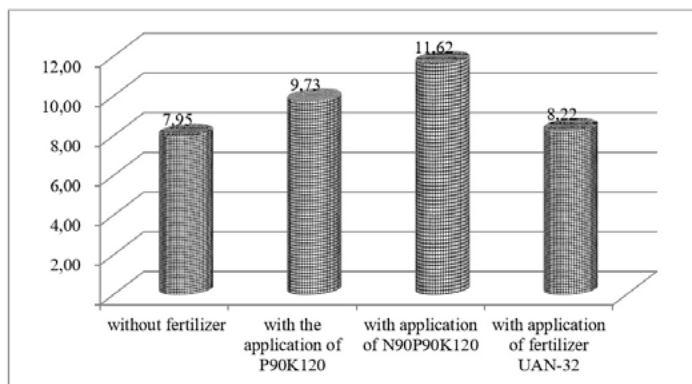 12,00
10,00
8,00
6,00
4,00
2,00
7,95
9,73
11,62
8,22
without fertilizer
with the
application of
P90K120
with application
of N90P90K120
with application
of fertilizer
UAN-32